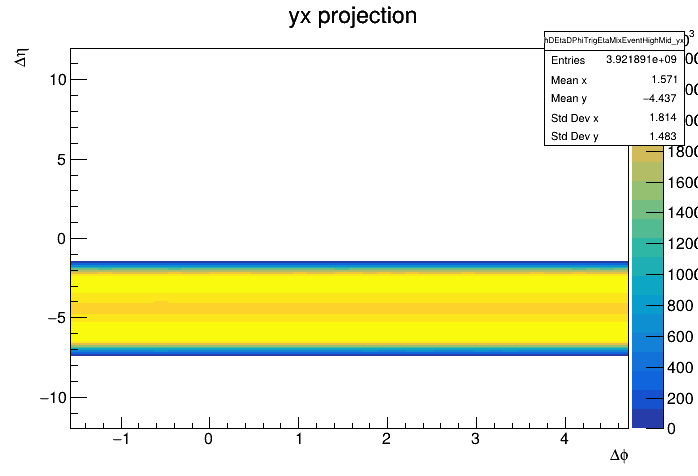 yx projection
hDEtaDPhiTrigEtaMixEventHighMid_yx
Entries 3.921891e+09
Mean x 1.571
Mean y −4.437
Std Dev x 1.814
Std Dev y 1.483
Δη
10
5
0
−5
−10
−1
0
1
2
3
4
Δϕ
1800
1600
1400
1200
1000
800
600
400
200
0